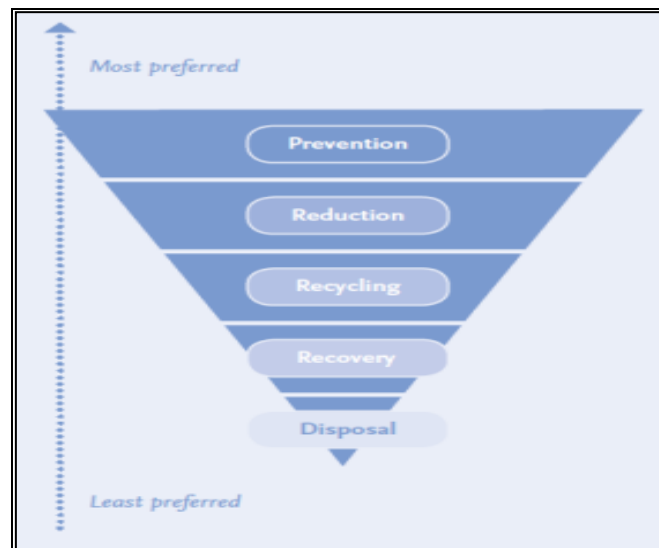 Most preferred
Prevention
Reduction
Recycling
Recovery
Disposal
Least preferred